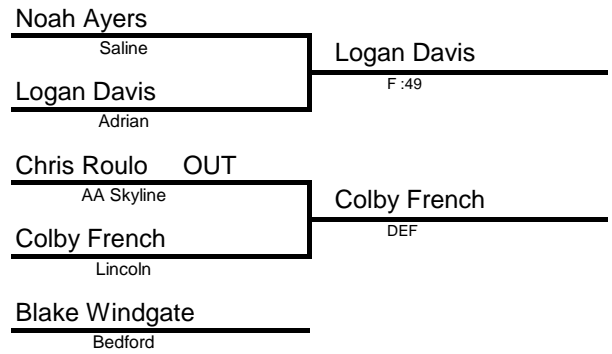 Noah Ayers
Saline
Logan Davis
F :49
Logan Davis
Adrian
Chris Roulo OUT
AA Skyline
Colby French
DEF
Colby French
Lincoln
Blake Windgate
Bedford